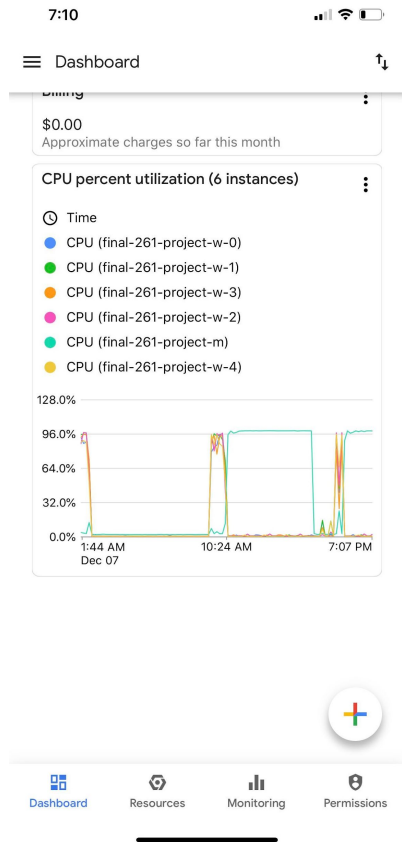 7:10
Dashboard
Billing
$0.00
Approximate charges so far this month
CPU percent utilization (6 instances)
Time
CPU (final-261-project-w-0)
CPU (final-261-project-w-1)
CPU (final-261-project-w-3)
CPU (final-261-project-w-2)
CPU (final-261-project-m)
CPU (final-261-project-w-4)
128.0%
96.0%
64.0%
32.0%
0.0%
1:44 AM 10:24 AM 7:07 PM
Dec 07
Dashboard Resources Monitoring Permissions